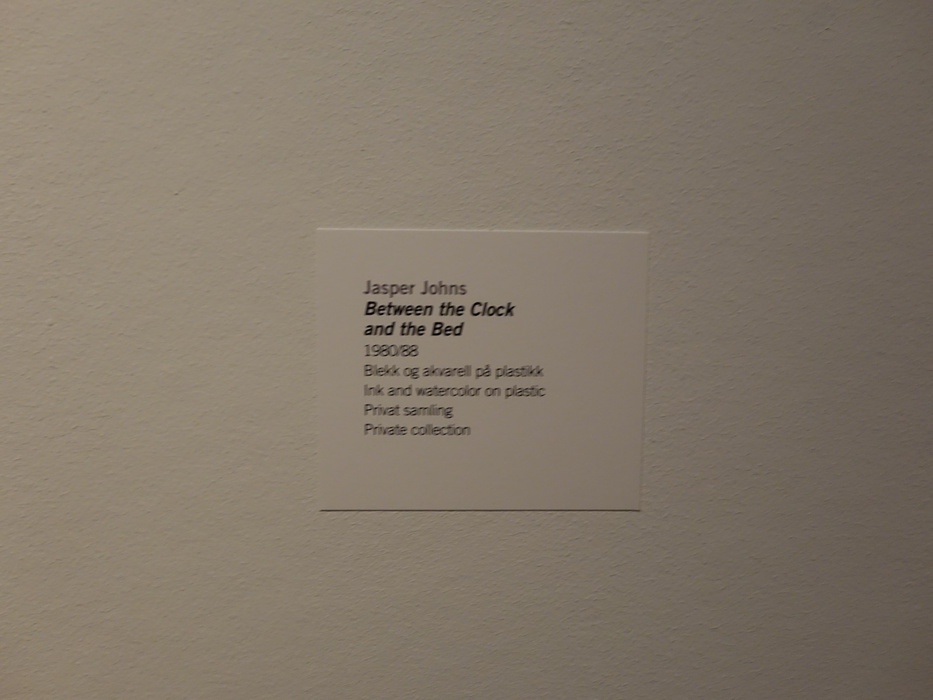 Jasper Johns
Between the Clock
and the Bed
1980/88
Blekk og akvarell på plastikk
Ink and watercolor on plastic
Privat samling
Private collection